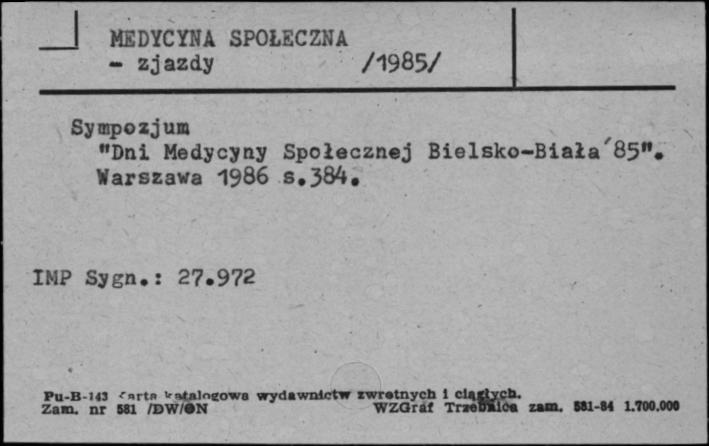 MEDYCYNA SPOŁECZNA
- zjazdy /1985/
Sympozjum
"Dni Medycyny Społecznej Bielsko-Biała ´85".
Warszawa 1986 s.384.
IMP Sygn.: 27.972
Pu-B-143 Karta katalogowa wydawnictw zwrotnych i ciągłych.
Zam. nr 581 /DW/ON WZGraf Trzebnica zam. 581-84 1.700.000